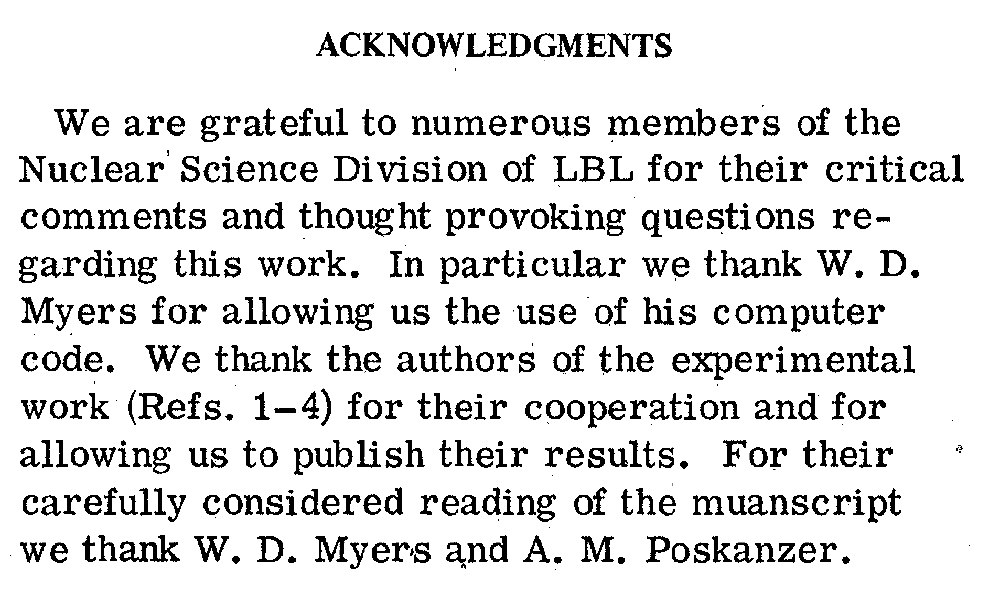 ACKNOWLEDGMENTS
We are grateful to numerous members of the
Nuclear Science Division of LBL for their critical
comments and thought provoking questions re-
garding this work. In particular we thank W. D.
Myers for allowing us the use of his computer
code. We thank the authors of the experimental
work (Refs. 1–4) for their cooperation and for
allowing us to publish their results. For their
carefully considered reading of the muanscript
we thank W. D. Myers and A. M. Poskanzer.